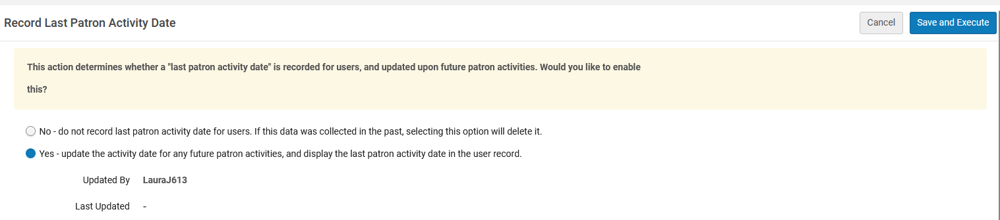 Record Last Patron Activity Date
Cancel
Save and Execute
This action determines whether a "last patron activity date" is recorded for users, and updated upon future patron activities. Would you like to enable
this?
No - do not record last patron activity date for users. If this data was collected in the past, selecting this option will delete it.
Yes - update the activity date for any future patron activities, and display the last patron activity date in the user record.
Updated By LauraJ613
Last Updated -